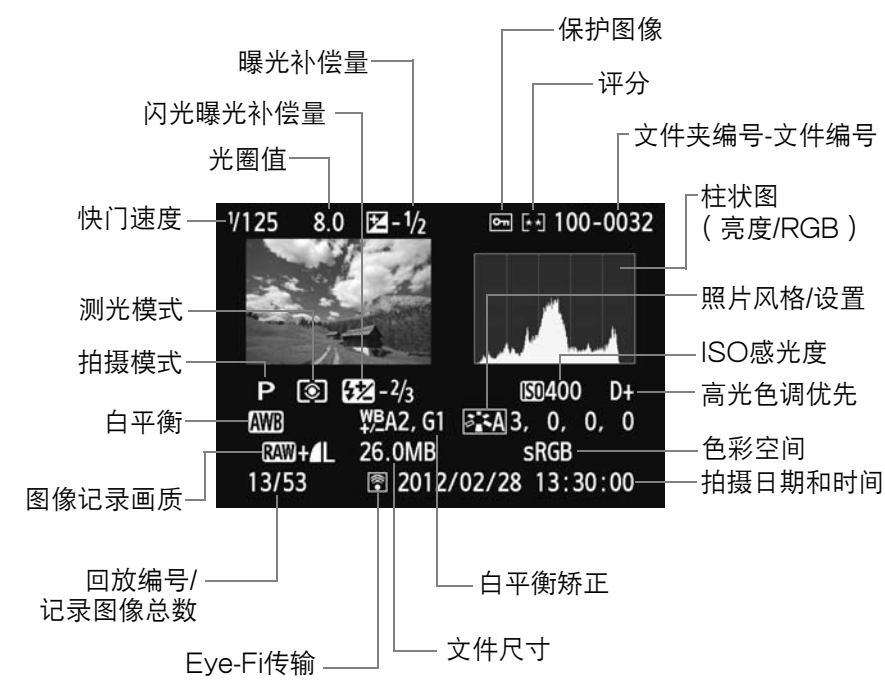 保护图像
曝光补偿量
评分
闪光曝光补偿量
文件夹编号-文件编号
光圈值
柱状图
（亮度/RGB）
快门速度
1/125 8.0 -1/2 100-0032
测光模式
照片风格/设置
拍摄模式
ISO感光度
P -2/3 ISO400 D+
高光色调优先
白平衡
AWB WB+/-A2, G1 A 3, 0, 0, 0
RAW+L 26.0MB sRGB
色彩空间
图像记录画质
13/53 2012/02/28 13:30:00
拍摄日期和时间
回放编号/
记录图像总数
白平衡矫正
Eye-Fi传输
文件尺寸